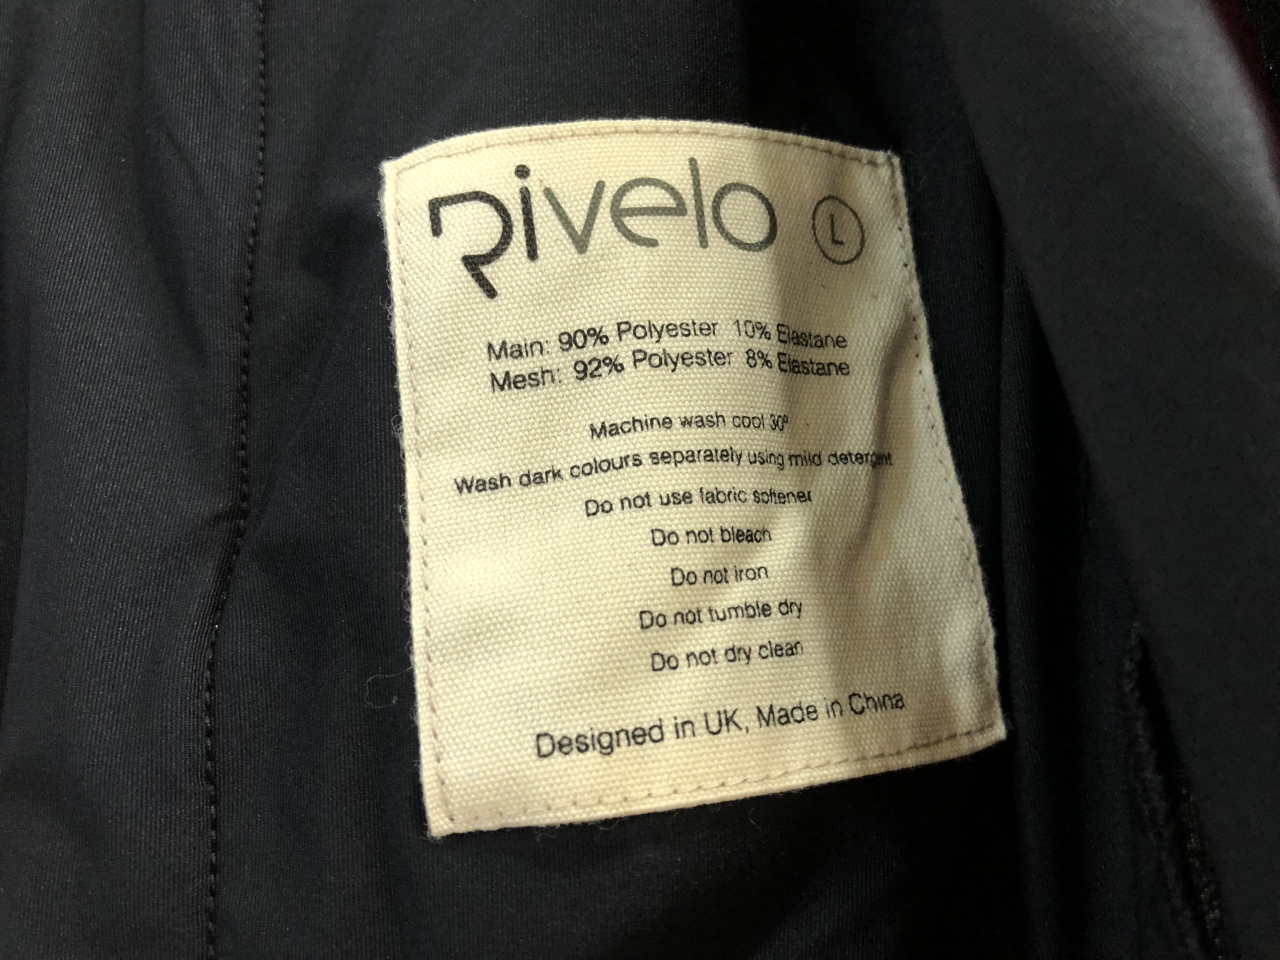 Rivelo L
Main: 90% Polyester 10% Elastane
Mesh: 92% Polyester 8% Elastane
Machine wash cool 30º
Wash dark colours separately using mild detergent
Do not use fabric softener
Do not bleach
Do not iron
Do not tumble dry
Do not dry clean
Designed in UK, Made in China